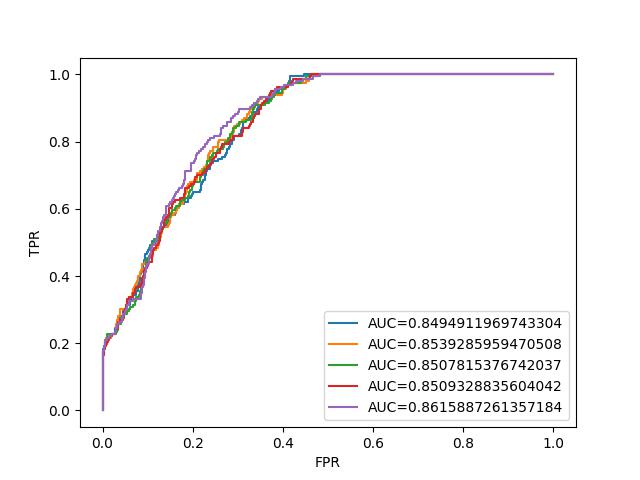 1.0
0.8
0.6
0.4
0.2
0.0
TPR
AUC=0.8494911969743304
AUC=0.8539285959470508
AUC=0.8507815376742037
AUC=0.8509328835604042
AUC=0.8615887261357184
0.0 0.2 0.4 0.6 0.8 1.0
FPR